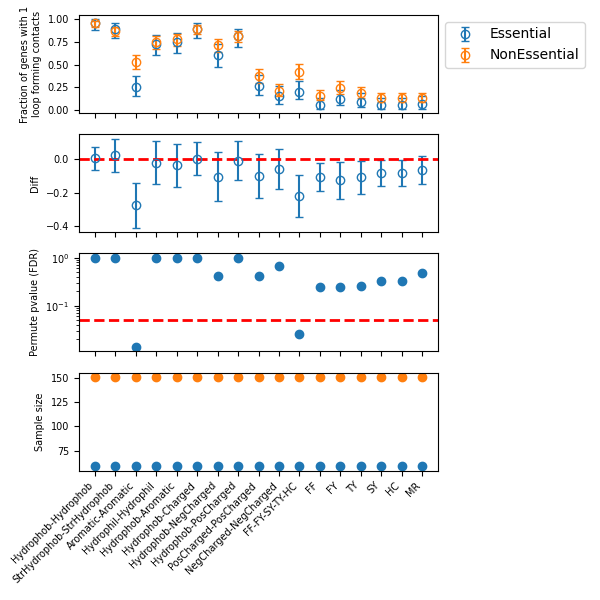 Fraction of genes with 1
loop forming contacts
1.00
0.75
0.50
0.25
0.00
Essential
NonEssential
Diff
0.0
−0.2
−0.4
Permute pvalue (FDR)
10⁰
10⁻¹
Sample size
150
125
100
75
Hydrophob-Hydrophob
StrHydrophob-StrHydrophob
Aromatic-Aromatic
Hydrophil-Hydrophil
Hydrophob-Aromatic
Hydrophob-Charged
Hydrophob-NegCharged
Hydrophob-PosCharged
PosCharged-PosCharged
NegCharged-NegCharged
FF-FY-SY-TY-HC
FF
FY
TY
SY
HC
MR